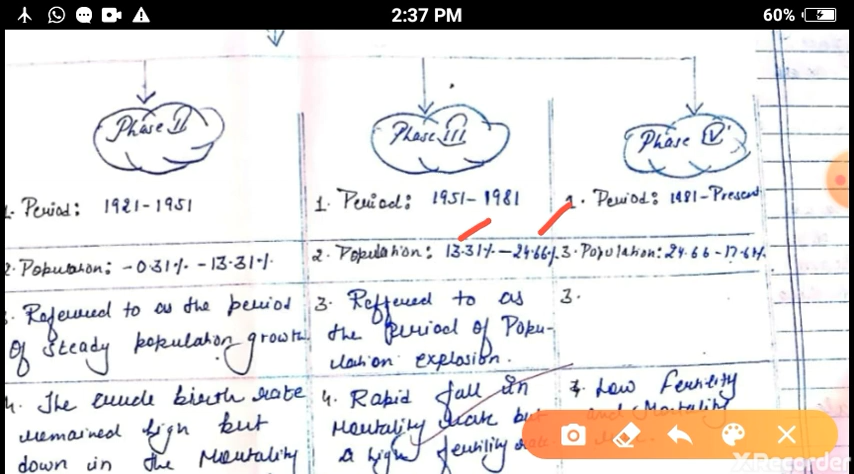 2:37 PM
60%
Phase II
Phase III
Phase IV
1. Period: 1921-1951
1. Period: 1951-1981
1. Period: 1981-Present
2. Population: -0.31% -13.31%
2. Population: 13.31% - 24.66%
3. Population: 24.66 - 17.64%
3. Referred to as the period
of steady population growth
3. Reffered to as
the period of Popu-
lation explosion.
3.
4. The crude birth rate
remained high but
down in the Mortality
4. Rapid fall in
Mortality rate but
a high fertility rate
4. Low Fertility
and Mortality
XRecorder